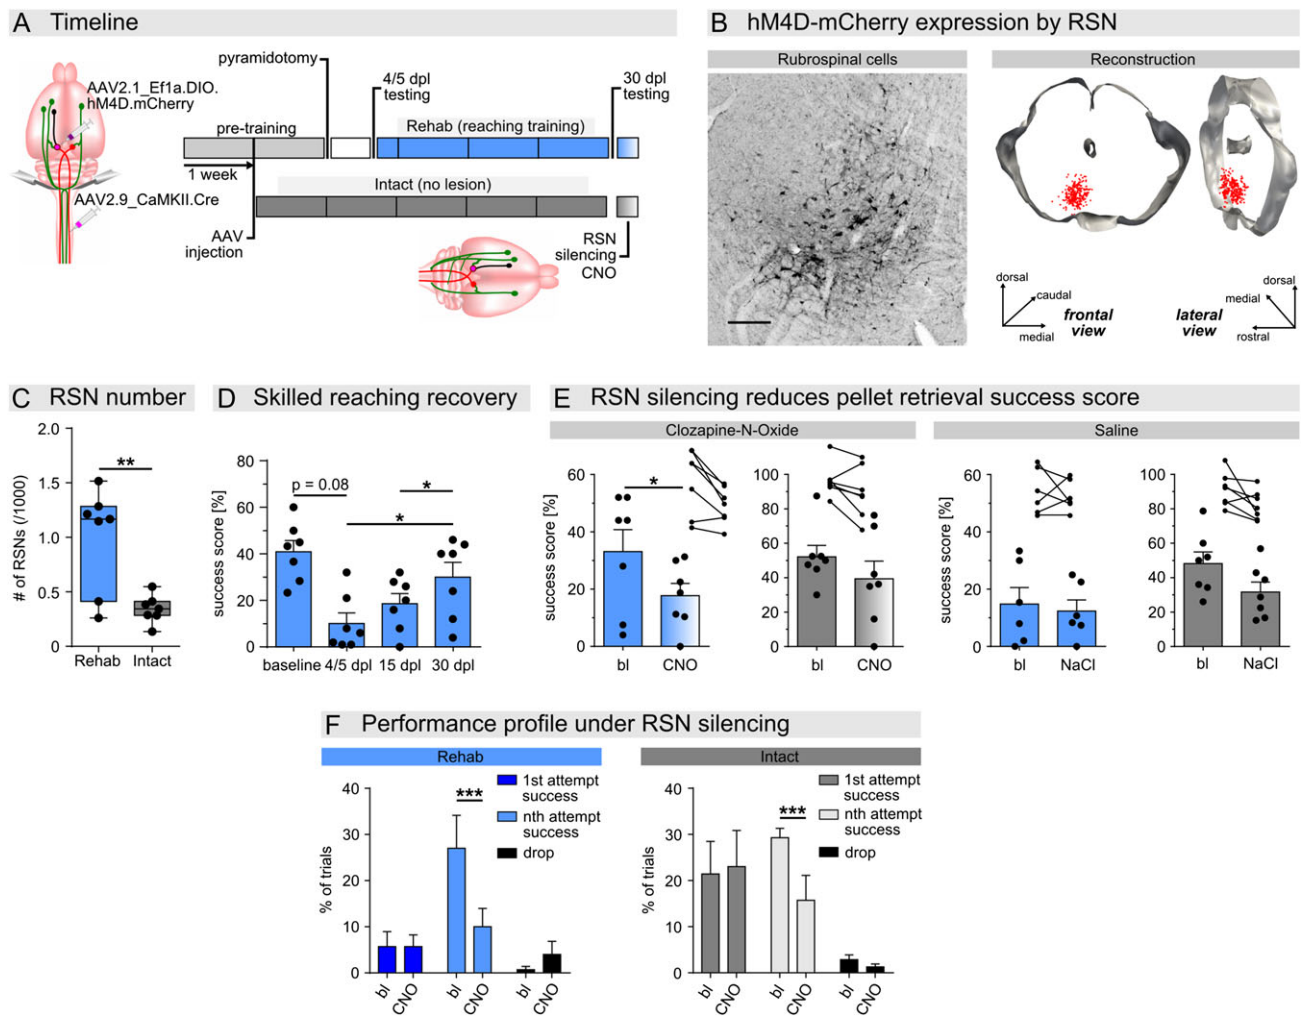 A Timeline
AAV2.1_Ef1a.DIO.
hM4D.mCherry
AAV2.9_CaMKII.Cre
pyramidotomy
4/5 dpl
testing
30 dpl
testing
pre-training
Rehab (reaching training)
1 week
Intact (no lesion)
AAV
injection
RSN
silencing
CNO
B hM4D-mCherry expression by RSN
Rubrospinal cells
Reconstruction
dorsal
caudal
medial
frontal
view
lateral
view
dorsal
medial
rostral
C RSN number
# of RSNs (/1000)
2.0
1.5
1.0
0.5
0
**
Rehab Intact
D Skilled reaching recovery
success score [%]
80
60
40
20
0
p = 0.08
*
*
baseline 4/5 dpl 15 dpl 30 dpl
E RSN silencing reduces pellet retrieval success score
Clozapine-N-Oxide
success score [%]
60
40
20
0
*
bl CNO
success score [%]
100
80
60
40
20
0
bl CNO
Saline
success score [%]
60
40
20
0
bl NaCl
100
80
60
40
20
0
bl NaCl
F Performance profile under RSN silencing
Rehab
% of trials
40
30
20
10
0
***
1st attempt
success
nth attempt
success
drop
bl CNO bl CNO bl CNO
Intact
% of trials
40
30
20
10
0
***
1st attempt
success
nth attempt
success
drop
bl CNO bl CNO bl CNO